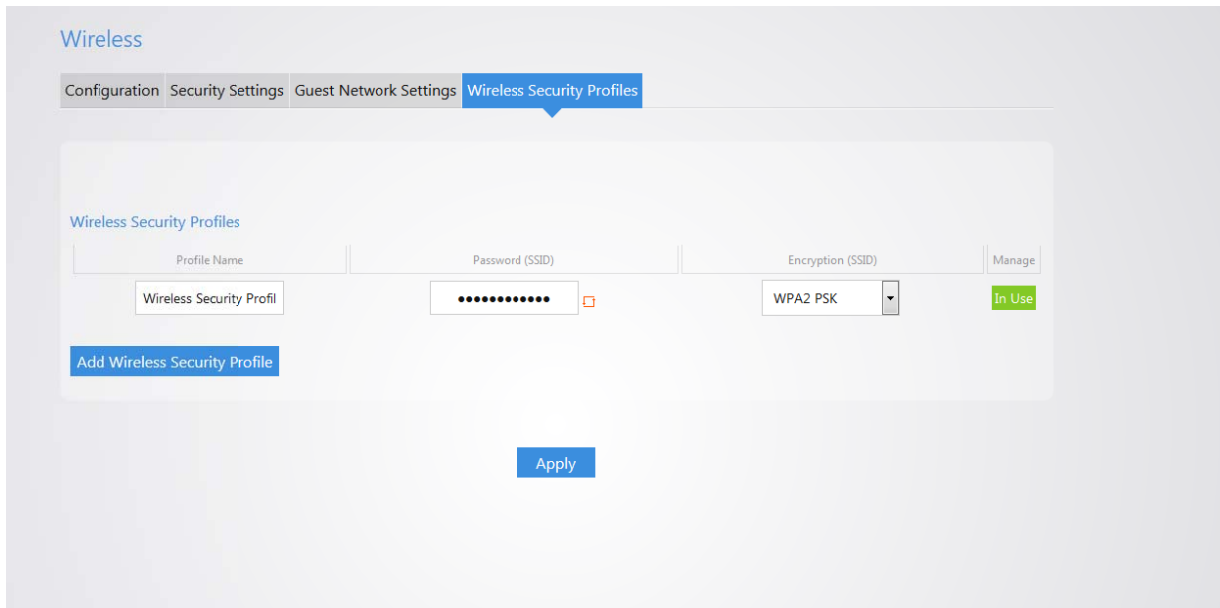 Wireless
Configuration Security Settings Guest Network Settings Wireless Security Profiles
Wireless Security Profiles
Profile Name Password (SSID) Encryption (SSID) Manage
Wireless Security Profil •••••••••••• WPA2 PSK In Use
Add Wireless Security Profile
Apply